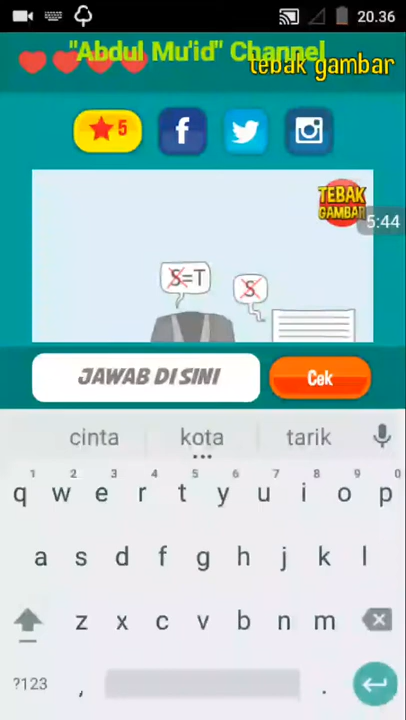 20.36
"Abdul Mu'id" Channel
tebak gambar
5
TEBAK
GAMBAR
5:44
S=T
S
JAWAB DI SINI
Cek
cinta kota tarik
1 2 3 4 5 6 7 8 9 0
q w e r t y u i o p
a s d f g h j k l
z x c v b n m
?123 , .